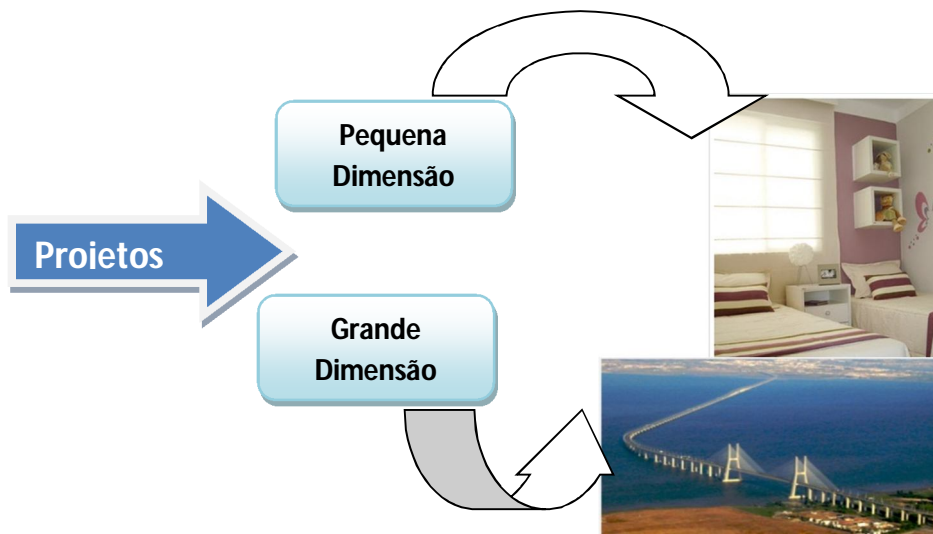 Pequena
Dimensão
Projetos
Grande
Dimensão